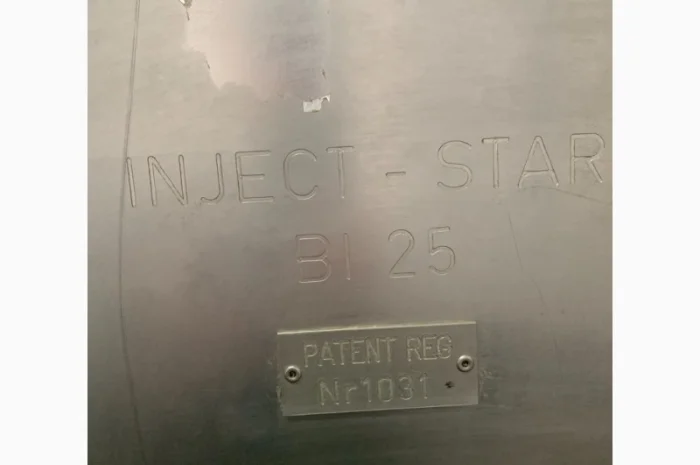 INJECT - STAR
BI 25
PATENT REG
Nr1031